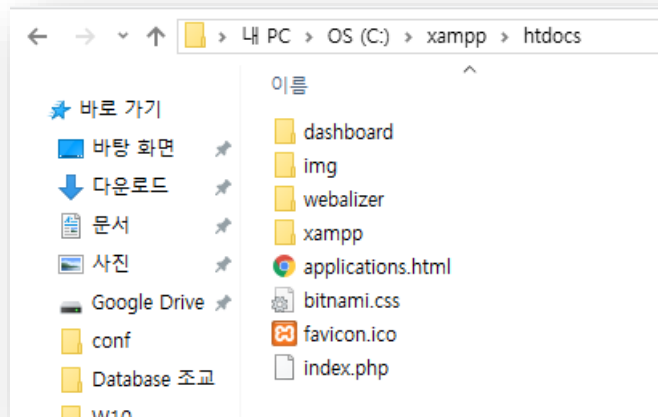 내 PC > OS (C:) > xampp > htdocs
이름
바로 가기
바탕 화면
다운로드
문서
사진
Google Drive
conf
Database 조교
W10
dashboard
img
webalizer
xampp
applications.html
bitnami.css
favicon.ico
index.php